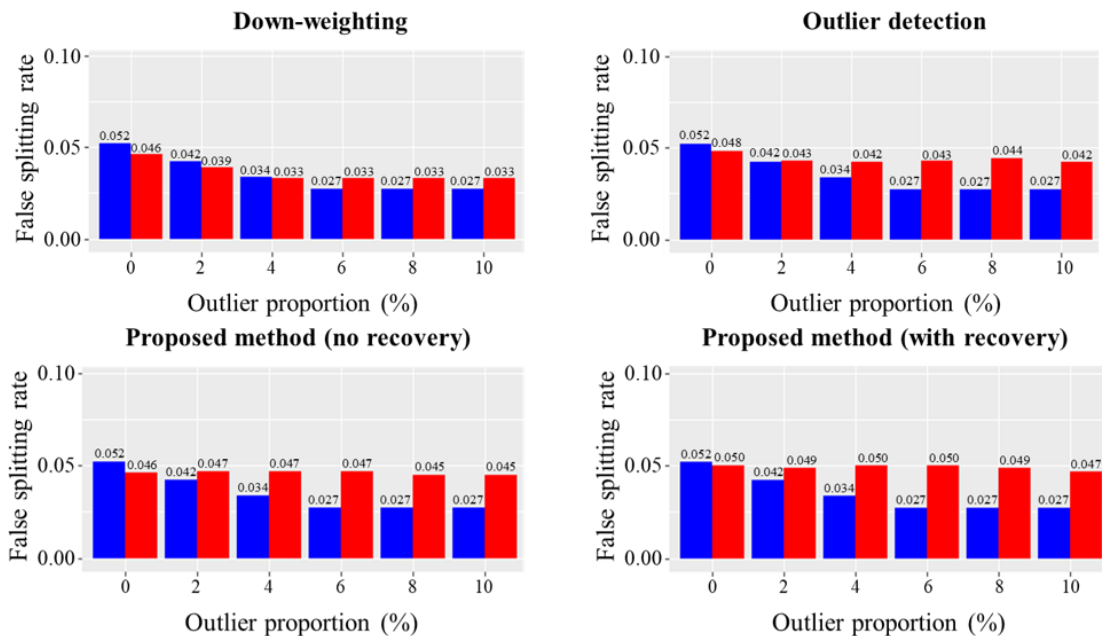 Down-weighting
False splitting rate
0.10
0.05
0.00
0.052 0.046 0.042 0.039 0.034 0.033 0.027 0.033 0.027 0.033 0.027 0.033
0 2 4 6 8 10
Outlier proportion (%)
Outlier detection
False splitting rate
0.10
0.05
0.00
0.052 0.048 0.042 0.043 0.034 0.042 0.027 0.043 0.027 0.044 0.027 0.042
0 2 4 6 8 10
Outlier proportion (%)
Proposed method (no recovery)
False splitting rate
0.10
0.05
0.00
0.052 0.046 0.042 0.047 0.034 0.047 0.027 0.047 0.027 0.045 0.027 0.045
0 2 4 6 8 10
Outlier proportion (%)
Proposed method (with recovery)
False splitting rate
0.10
0.05
0.00
0.052 0.050 0.042 0.049 0.034 0.050 0.027 0.050 0.027 0.049 0.027 0.047
0 2 4 6 8 10
Outlier proportion (%)